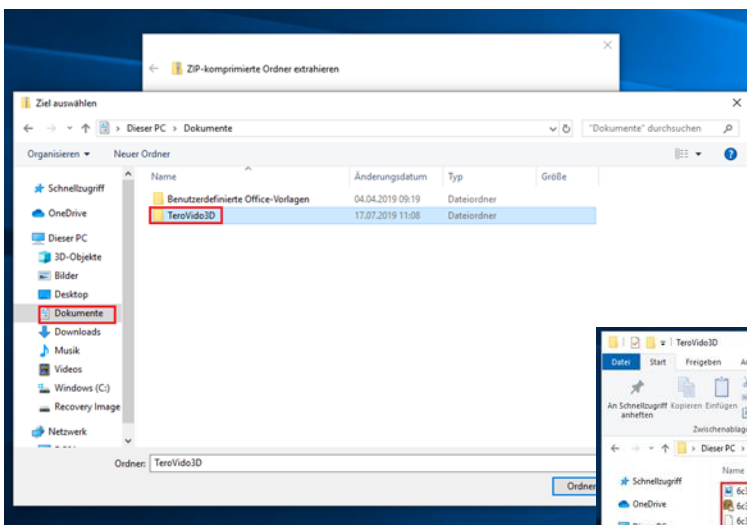 ZIP-komprimierte Ordner extrahieren
Ziel auswählen
Dieser PC > Dokumente
"Dokumente" durchsuchen
Organisieren Neuer Ordner
Name Änderungsdatum Typ Größe
Benutzerdefinierte Office-Vorlagen 04.04.2019 09:19 Dateiordner
TeroVido3D 17.07.2019 11:08 Dateiordner
Schnellzugriff
OneDrive
Dieser PC
3D-Objekte
Bilder
Desktop
Dokumente
Downloads
Musik
Videos
Windows (C:)
Recovery Image
Netzwerk
Ordner: TeroVido3D
Ordner
TeroVido3D
Datei Start Freigeben
An Schnellzugriff anheften
Kopieren Einfügen
Zwischenablage
Dieser PC >
Name
Schnellzugriff
OneDrive